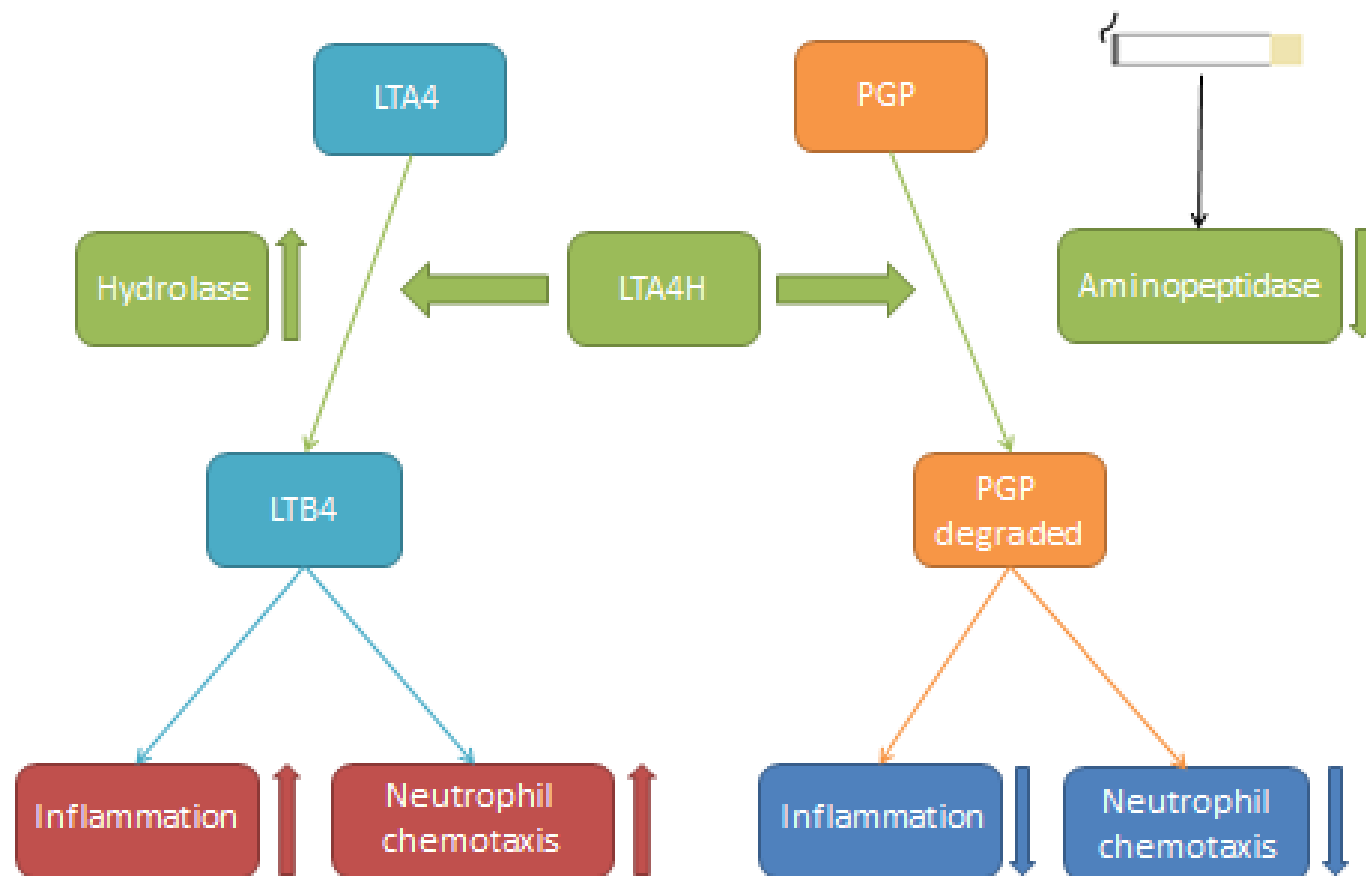 LTA4
PGP
Hydrolase
LTA4H
Aminopeptidase
LTB4
PGP
degraded
Inflammation
Neutrophil
chemotaxis
Inflammation
Neutrophil
chemotaxis